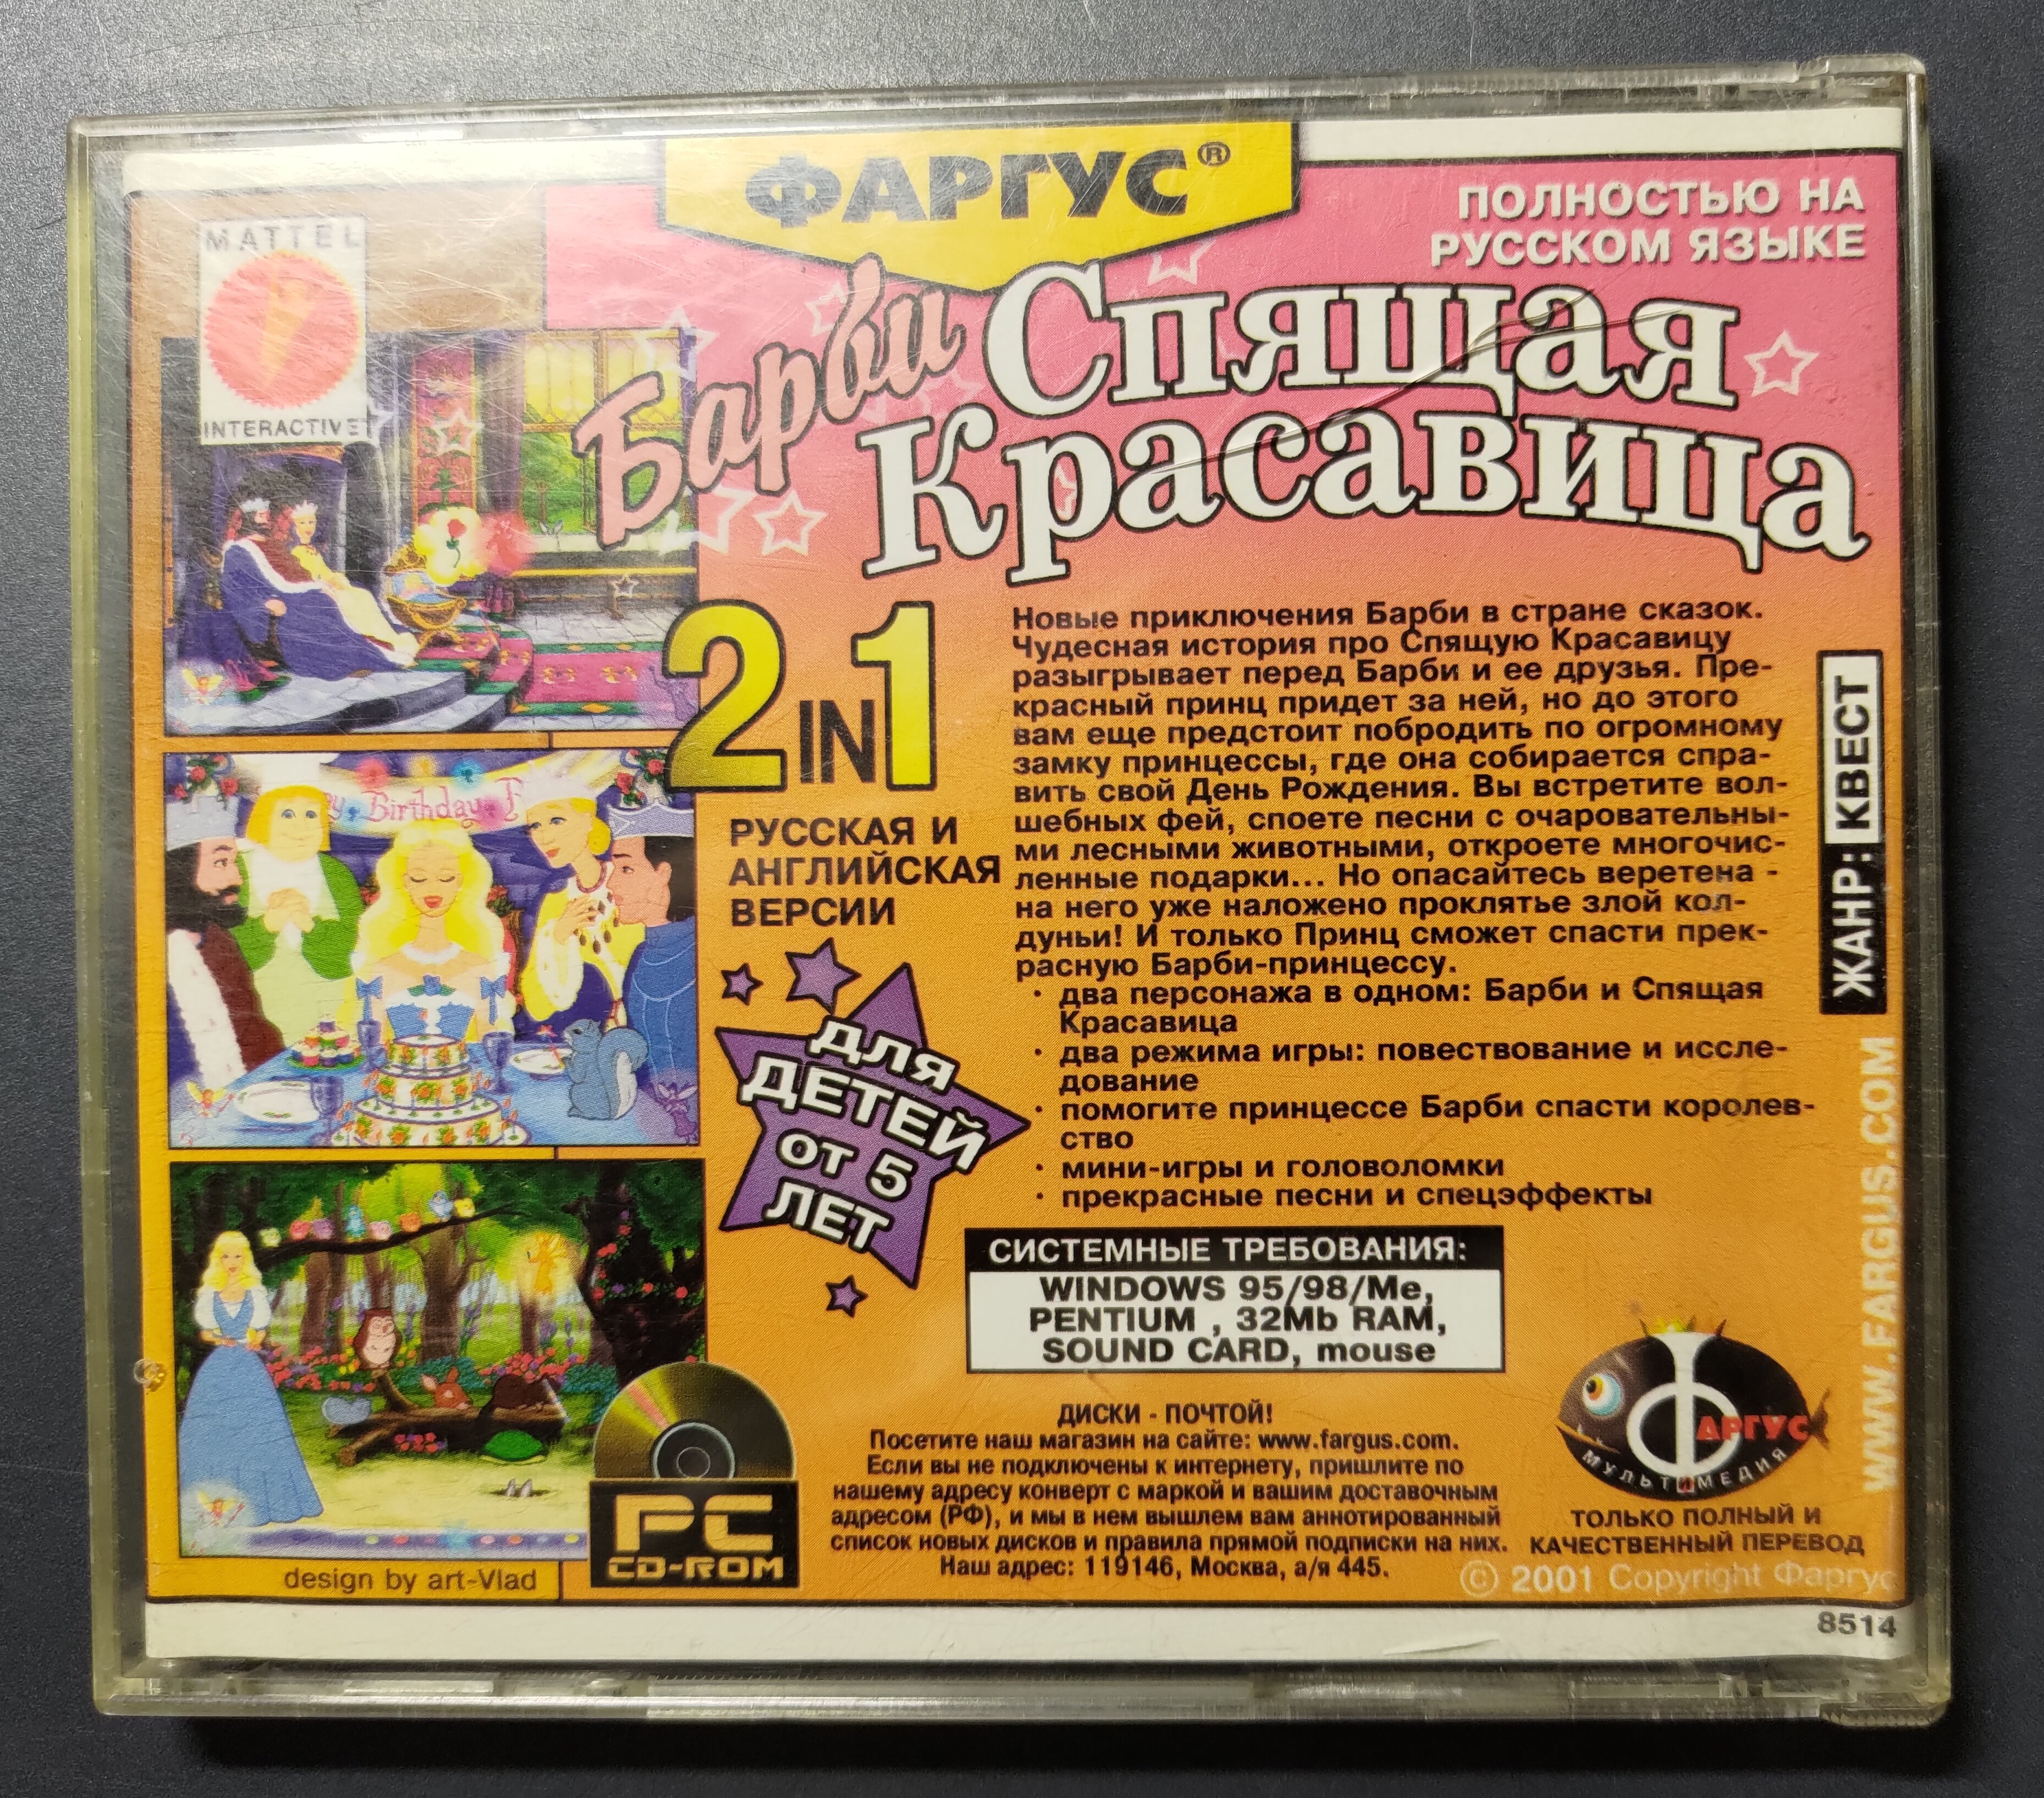 ФАРГУС®
ПОЛНОСТЬЮ НА
РУССКОМ ЯЗЫКЕ
MATTEL
INTERACTIVE
Барби
Спящая
Красавица
2 IN 1
РУССКАЯ И
АНГЛИЙСКАЯ
ВЕРСИИ
Birthday
Новые приключения Барби в стране сказок.
Чудесная история про Спящую Красавицу
разыгрывает перед Барби и ее друзья. Пре-
красный принц придет за ней, но до этого
вам еще предстоит побродить по огромному
замку принцессы, где она собирается спра-
вить свой День Рождения. Вы встретите вол-
шебных фей, споете песни с очаровательны-
ми лесными животными, откроете многочис-
ленные подарки... Но опасайтесь веретена -
на него уже наложено проклятье злой кол-
дуньи! И только Принц сможет спасти прек-
расную Барби-принцессу.
· два персонажа в одном: Барби и Спящая
Красавица
· два режима игры: повествование и иссле-
дование
· помогите принцессе Барби спасти королев-
ство
· мини-игры и головоломки
· прекрасные песни и спецэффекты
ЖАНР: КВЕСТ
WWW.FARGUS.COM
ДЛЯ
ДЕТЕЙ
ОТ 5
ЛЕТ
СИСТЕМНЫЕ ТРЕБОВАНИЯ:
WINDOWS 95/98/Me,
PENTIUM , 32Mb RAM,
SOUND CARD, mouse
ДИСКИ - ПОЧТОЙ!
Посетите наш магазин на сайте: www.fargus.com.
Если вы не подключены к интернету, пришлите по
нашему адресу конверт с маркой и вашим доставочным
адресом (РФ), и мы в нем вышлем вам аннотированный
список новых дисков и правила прямой подписки на них.
Наш адрес: 119146, Москва, а/я 445.
ФАРГУС
МУЛЬТИМЕДИЯ
ТОЛЬКО ПОЛНЫЙ И
КАЧЕСТВЕННЫЙ ПЕРЕВОД
© 2001 Copyright Фаргус
PC
CD-ROM
design by art-Vlad
8514